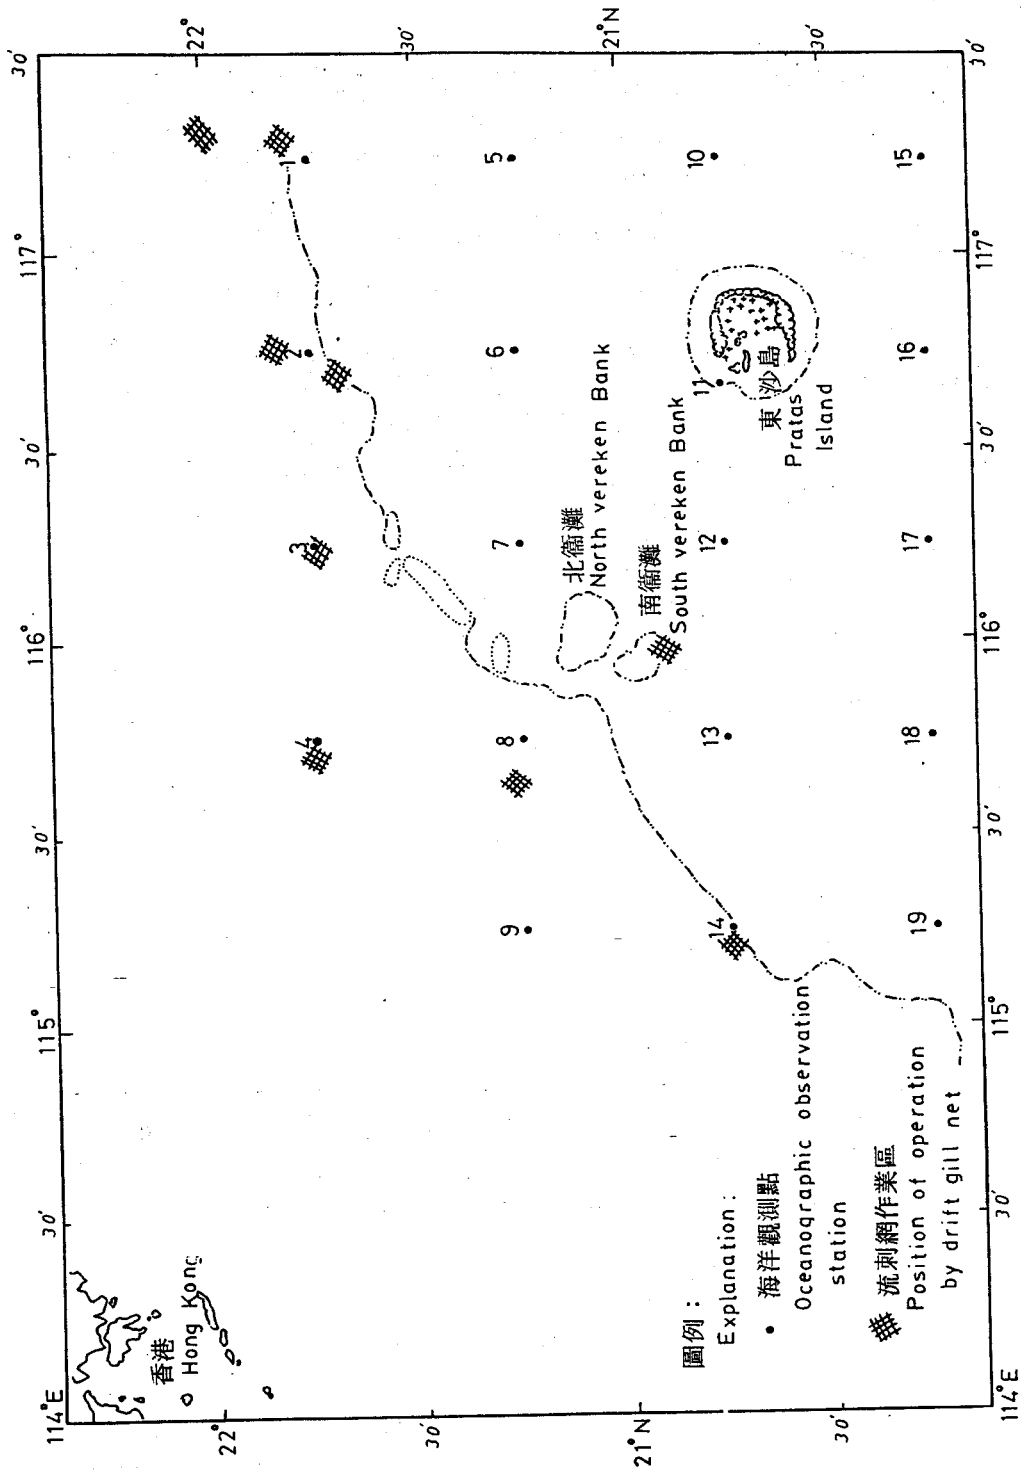 114°E
30′
115°
30′
116°
30′
117°
30′
香港
Hong Kong
22°
22°
1
2
3
4
30′
30′
5
6
7
8
9
北衞灘
North vereken Bank
21°N
21°N
南衞灘
South vereken Bank
10
11
12
13
14
東沙島
Pratas
Island
圖例：
Explanation :
海洋觀測點
Oceanographic observation
station
流刺網作業區
Position of operation
by drift gill net
30′
30′
15
16
17
18
19
114°E
30′
115°
30′
116°
30′
117°
30′